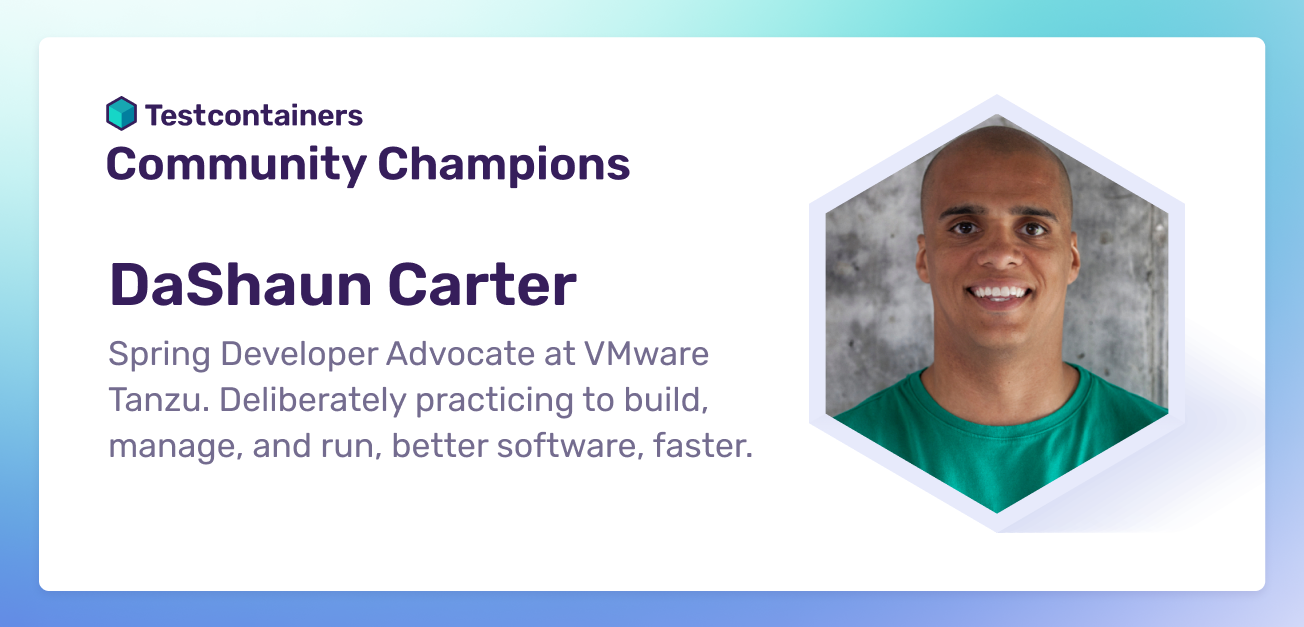 Testcontainers
Community Champions
DaShaun Carter
Spring Developer Advocate at VMware
Tanzu. Deliberately practicing to build,
manage, and run, better software, faster.